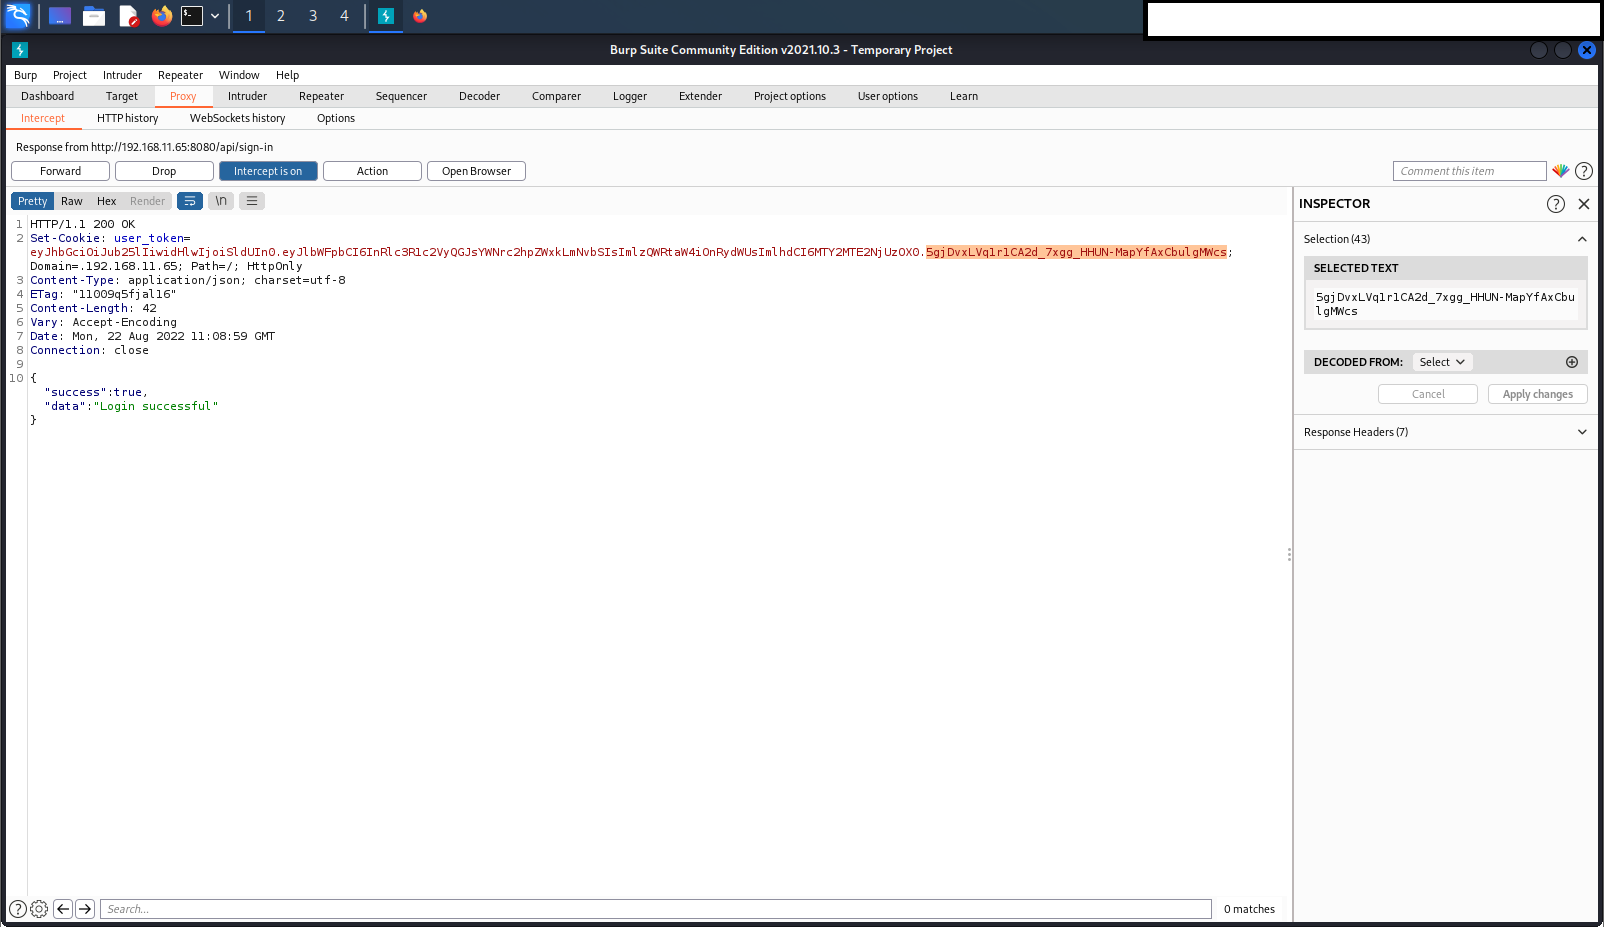 1 2 3 4
Burp Suite Community Edition v2021.10.3 - Temporary Project
Burp Project Intruder Repeater Window Help
Dashboard Target Proxy Intruder Repeater Sequencer Decoder Comparer Logger Extender Project options User options Learn
Intercept HTTP history WebSockets history Options
Response from http://192.168.11.65:8080/api/sign-in
Forward Drop Intercept is on Action Open Browser Comment this item ?
Pretty Raw Hex Render \n
INSPECTOR ?
1 HTTP/1.1 200 OK
2 Set-Cookie: user_token=
eyJhbGciOiJub25lIiwidHlwIjoiSldUIn0.eyJlbWFpbCI6InRlc3R1c2VyQGJsYWNrc2hpZWxkLmNvbSIsImlzQWRtaW4iOnRydWUsImlhdCI6MTY2MTE2NjUzOX0.5gjDvxLVq1r1CA2d_7xgg_HHUN-MapYfAxCbulgMWcs;
Domain=.192.168.11.65; Path=/; HttpOnly
3 Content-Type: application/json; charset=utf-8
4 ETag: "11009q5fjal16"
5 Content-Length: 42
6 Vary: Accept-Encoding
7 Date: Mon, 22 Aug 2022 11:08:59 GMT
8 Connection: close
9
10 {
"success":true,
"data":"Login successful"
}
Selection (43)
SELECTED TEXT
5gjDvxLVq1r1CA2d_7xgg_HHUN-MapYfAxCbu
lgMWcs
DECODED FROM: Select
Cancel Apply changes
Response Headers (7)
? Search... 0 matches